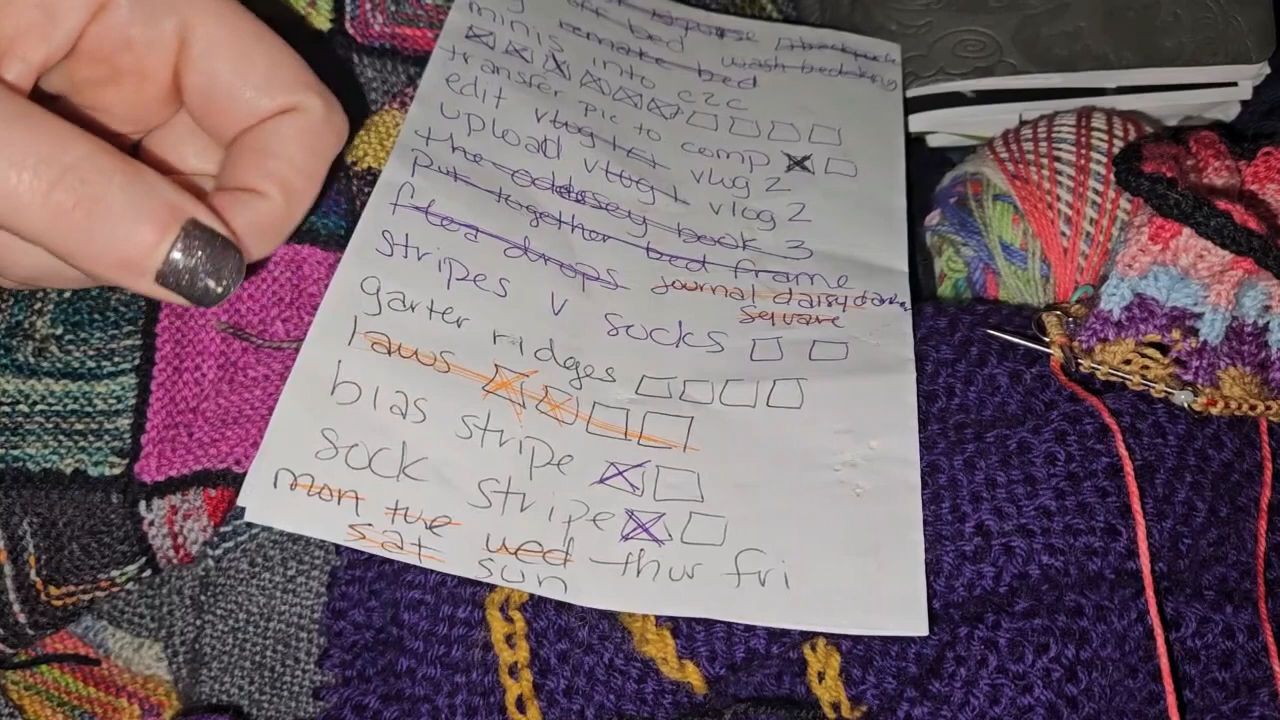 off bed wash bedding
minis remake bed
into c2c
transfer pic to comp
edit vlog 1 vlog 2
upload vlog 1 vlog 2
the oddesey book 3
put together bed frame
flea drops journal daisy
square
stripes v socks
garter ridges
laws
bias stripe
sock stripe
mon tue wed thur fri
sat sun